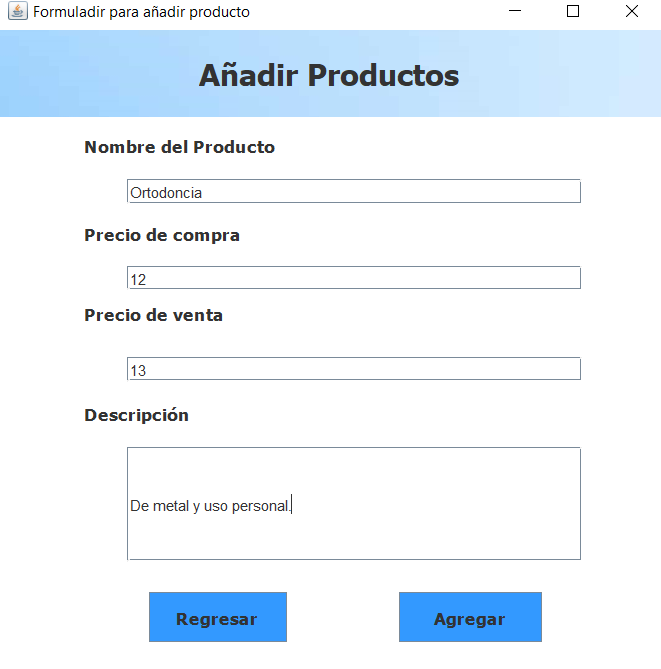 Formuladir para añadir producto
Añadir Productos
Nombre del Producto
Ortodoncia
Precio de compra
12
Precio de venta
13
Descripción
De metal y uso personal.
Regresar Agregar